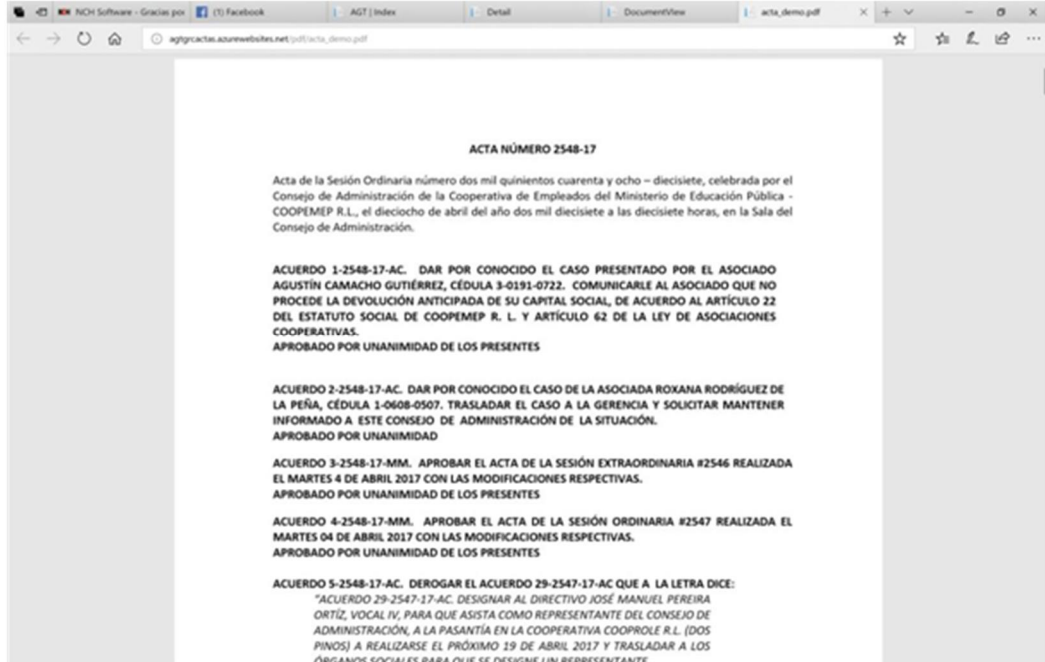 NCH Software - Gracias por
(1) Facebook
AGT | Index
Detail
DocumentView
acta_demo.pdf
agtgrcactas.azurewebsites.net/pdf/acta_demo.pdf
ACTA NÚMERO 2548-17
Acta de la Sesión Ordinaria número dos mil quinientos cuarenta y ocho – diecisiete, celebrada por el
Consejo de Administración de la Cooperativa de Empleados del Ministerio de Educación Pública -
COOPEMEP R.L., el dieciocho de abril del año dos mil diecisiete a las diecisiete horas, en la Sala del
Consejo de Administración.
ACUERDO 1-2548-17-AC. DAR POR CONOCIDO EL CASO PRESENTADO POR EL ASOCIADO
AGUSTÍN CAMACHO GUTIÉRREZ, CÉDULA 3-0191-0722. COMUNICARLE AL ASOCIADO QUE NO
PROCEDE LA DEVOLUCIÓN ANTICIPADA DE SU CAPITAL SOCIAL, DE ACUERDO AL ARTÍCULO 22
DEL ESTATUTO SOCIAL DE COOPEMEP R. L. Y ARTÍCULO 62 DE LA LEY DE ASOCIACIONES
COOPERATIVAS.
APROBADO POR UNANIMIDAD DE LOS PRESENTES
ACUERDO 2-2548-17-AC. DAR POR CONOCIDO EL CASO DE LA ASOCIADA ROXANA RODRÍGUEZ DE
LA PEÑA, CÉDULA 1-0608-0507. TRASLADAR EL CASO A LA GERENCIA Y SOLICITAR MANTENER
INFORMADO A ESTE CONSEJO DE ADMINISTRACIÓN DE LA SITUACIÓN.
APROBADO POR UNANIMIDAD
ACUERDO 3-2548-17-MM. APROBAR EL ACTA DE LA SESIÓN EXTRAORDINARIA #2546 REALIZADA
EL MARTES 4 DE ABRIL 2017 CON LAS MODIFICACIONES RESPECTIVAS.
APROBADO POR UNANIMIDAD DE LOS PRESENTES
ACUERDO 4-2548-17-MM. APROBAR EL ACTA DE LA SESIÓN ORDINARIA #2547 REALIZADA EL
MARTES 04 DE ABRIL 2017 CON LAS MODIFICACIONES RESPECTIVAS.
APROBADO POR UNANIMIDAD DE LOS PRESENTES
ACUERDO 5-2548-17-AC. DEROGAR EL ACUERDO 29-2547-17-AC QUE A LA LETRA DICE:
"ACUERDO 29-2547-17-AC. DESIGNAR AL DIRECTIVO JOSÉ MANUEL PEREIRA
ORTÍZ, VOCAL IV, PARA QUE ASISTA COMO REPRESENTANTE DEL CONSEJO DE
ADMINISTRACIÓN, A LA PASANTÍA EN LA COOPERATIVA COOPROLE R.L. (DOS
PINOS) A REALIZARSE EL PRÓXIMO 19 DE ABRIL 2017 Y TRASLADAR A LOS
ÓRGANOS SOCIALES PARA QUE SE DESIGNE UN REPRESENTANTE